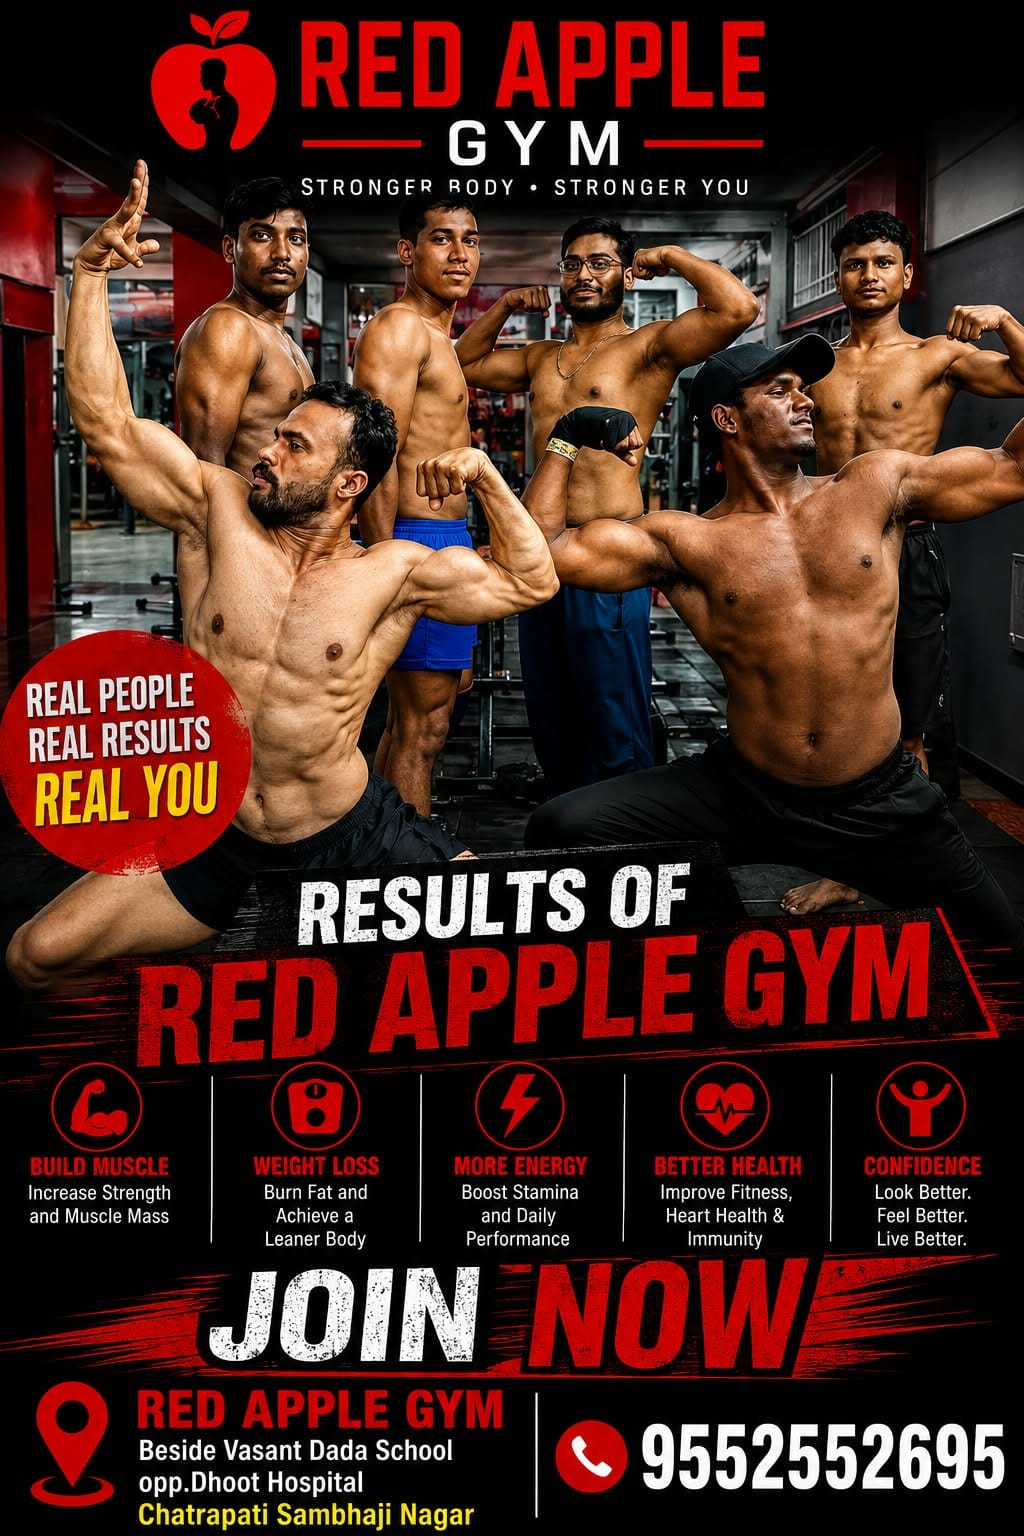 RED APPLE
GYM
STRONGER BODY • STRONGER YOU
REAL PEOPLE
REAL RESULTS
REAL YOU
RESULTS OF
RED APPLE GYM
BUILD MUSCLE
Increase Strength
and Muscle Mass
WEIGHT LOSS
Burn Fat and
Achieve a
Leaner Body
MORE ENERGY
Boost Stamina
and Daily
Performance
BETTER HEALTH
Improve Fitness,
Heart Health &
Immunity
CONFIDENCE
Look Better.
Feel Better.
Live Better.
JOIN NOW
RED APPLE GYM
Beside Vasant Dada School
opp.Dhoot Hospital
Chatrapati Sambhaji Nagar
9552552695